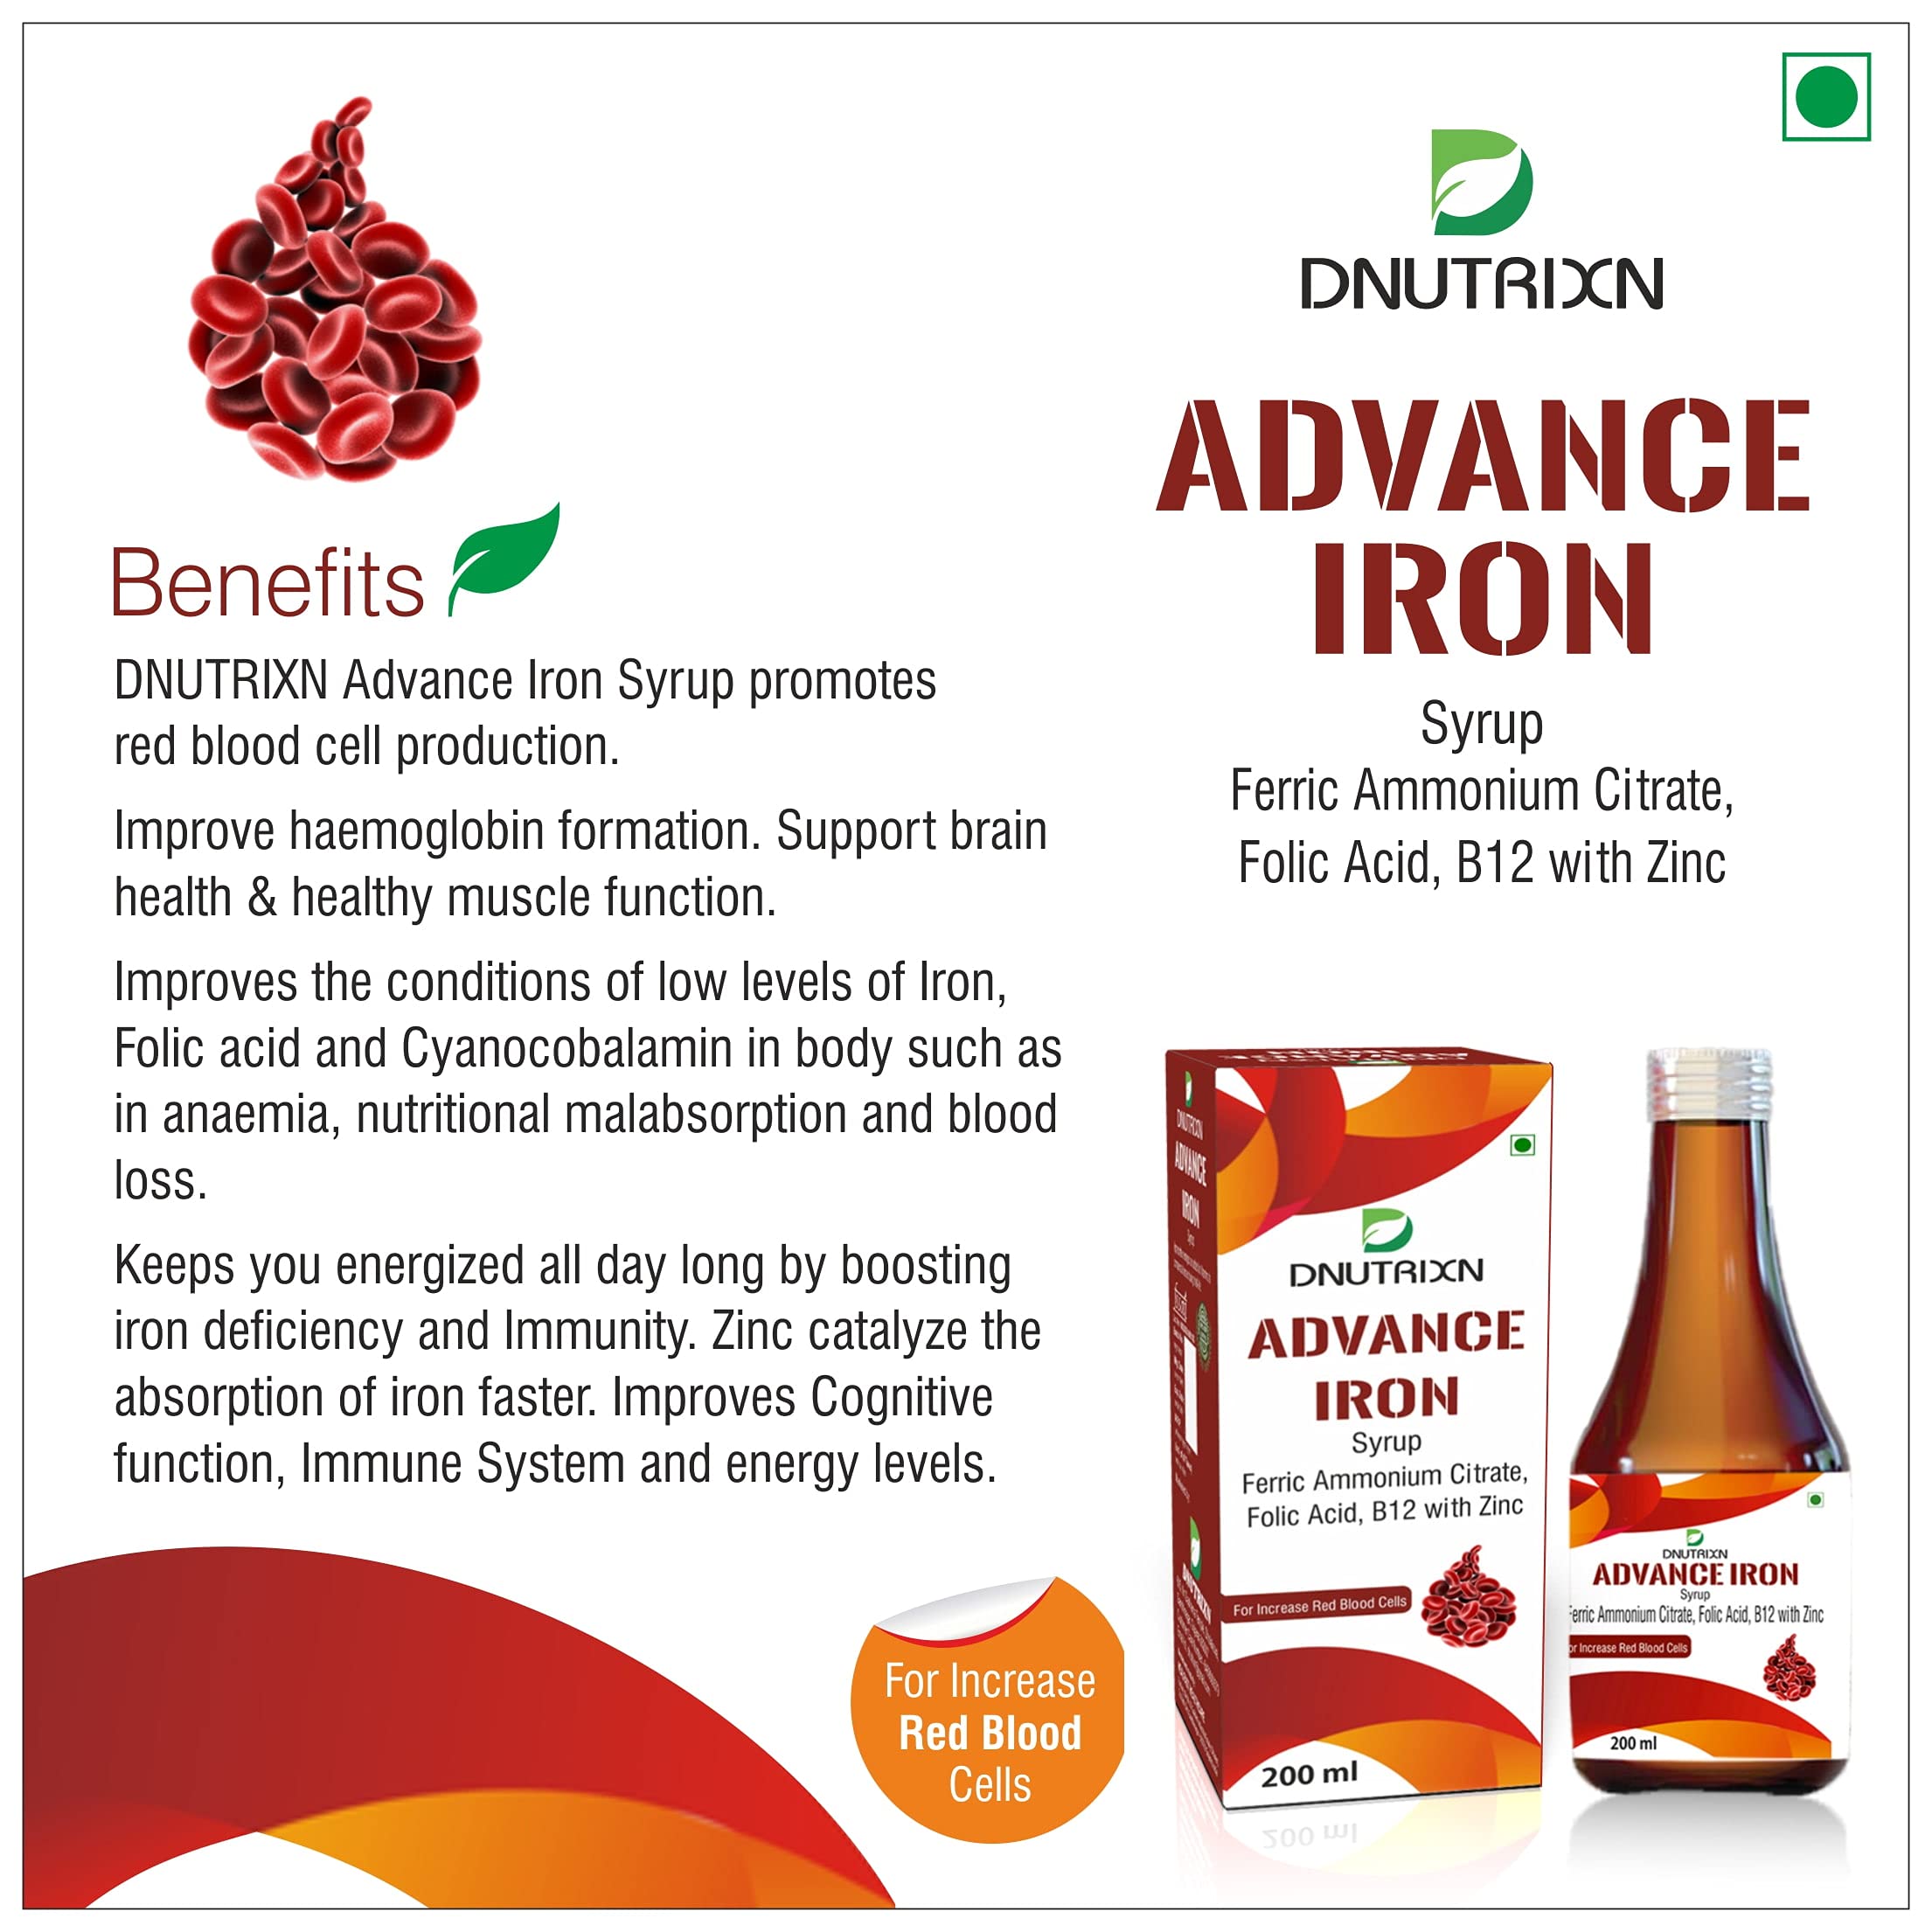 Benefits
DNUTRIXN Advance Iron Syrup promotes
red blood cell production.
Improve haemoglobin formation. Support brain
health & healthy muscle function.
Improves the conditions of low levels of Iron,
Folic acid and Cyanocobalamin in body such as
in anaemia, nutritional malabsorption and blood
loss.
Keeps you energized all day long by boosting
iron deficiency and Immunity. Zinc catalyze the
absorption of iron faster. Improves Cognitive
function, Immune System and energy levels.
For Increase
Red Blood
Cells
DNUTRIXN
ADVANCE
IRON
Syrup
Ferric Ammonium Citrate,
Folic Acid, B12 with Zinc
DNUTRIXN
ADVANCE
IRON
DNUTRIXN
ADVANCE
IRON
Syrup
Ferric Ammonium Citrate,
Folic Acid, B12 with Zinc
For Increase Red Blood Cells
200 ml
DNUTRIXN
ADVANCE IRON
Syrup
Ferric Ammonium Citrate, Folic Acid, B12 with Zinc
or Increase Red Blood Cells
200 ml